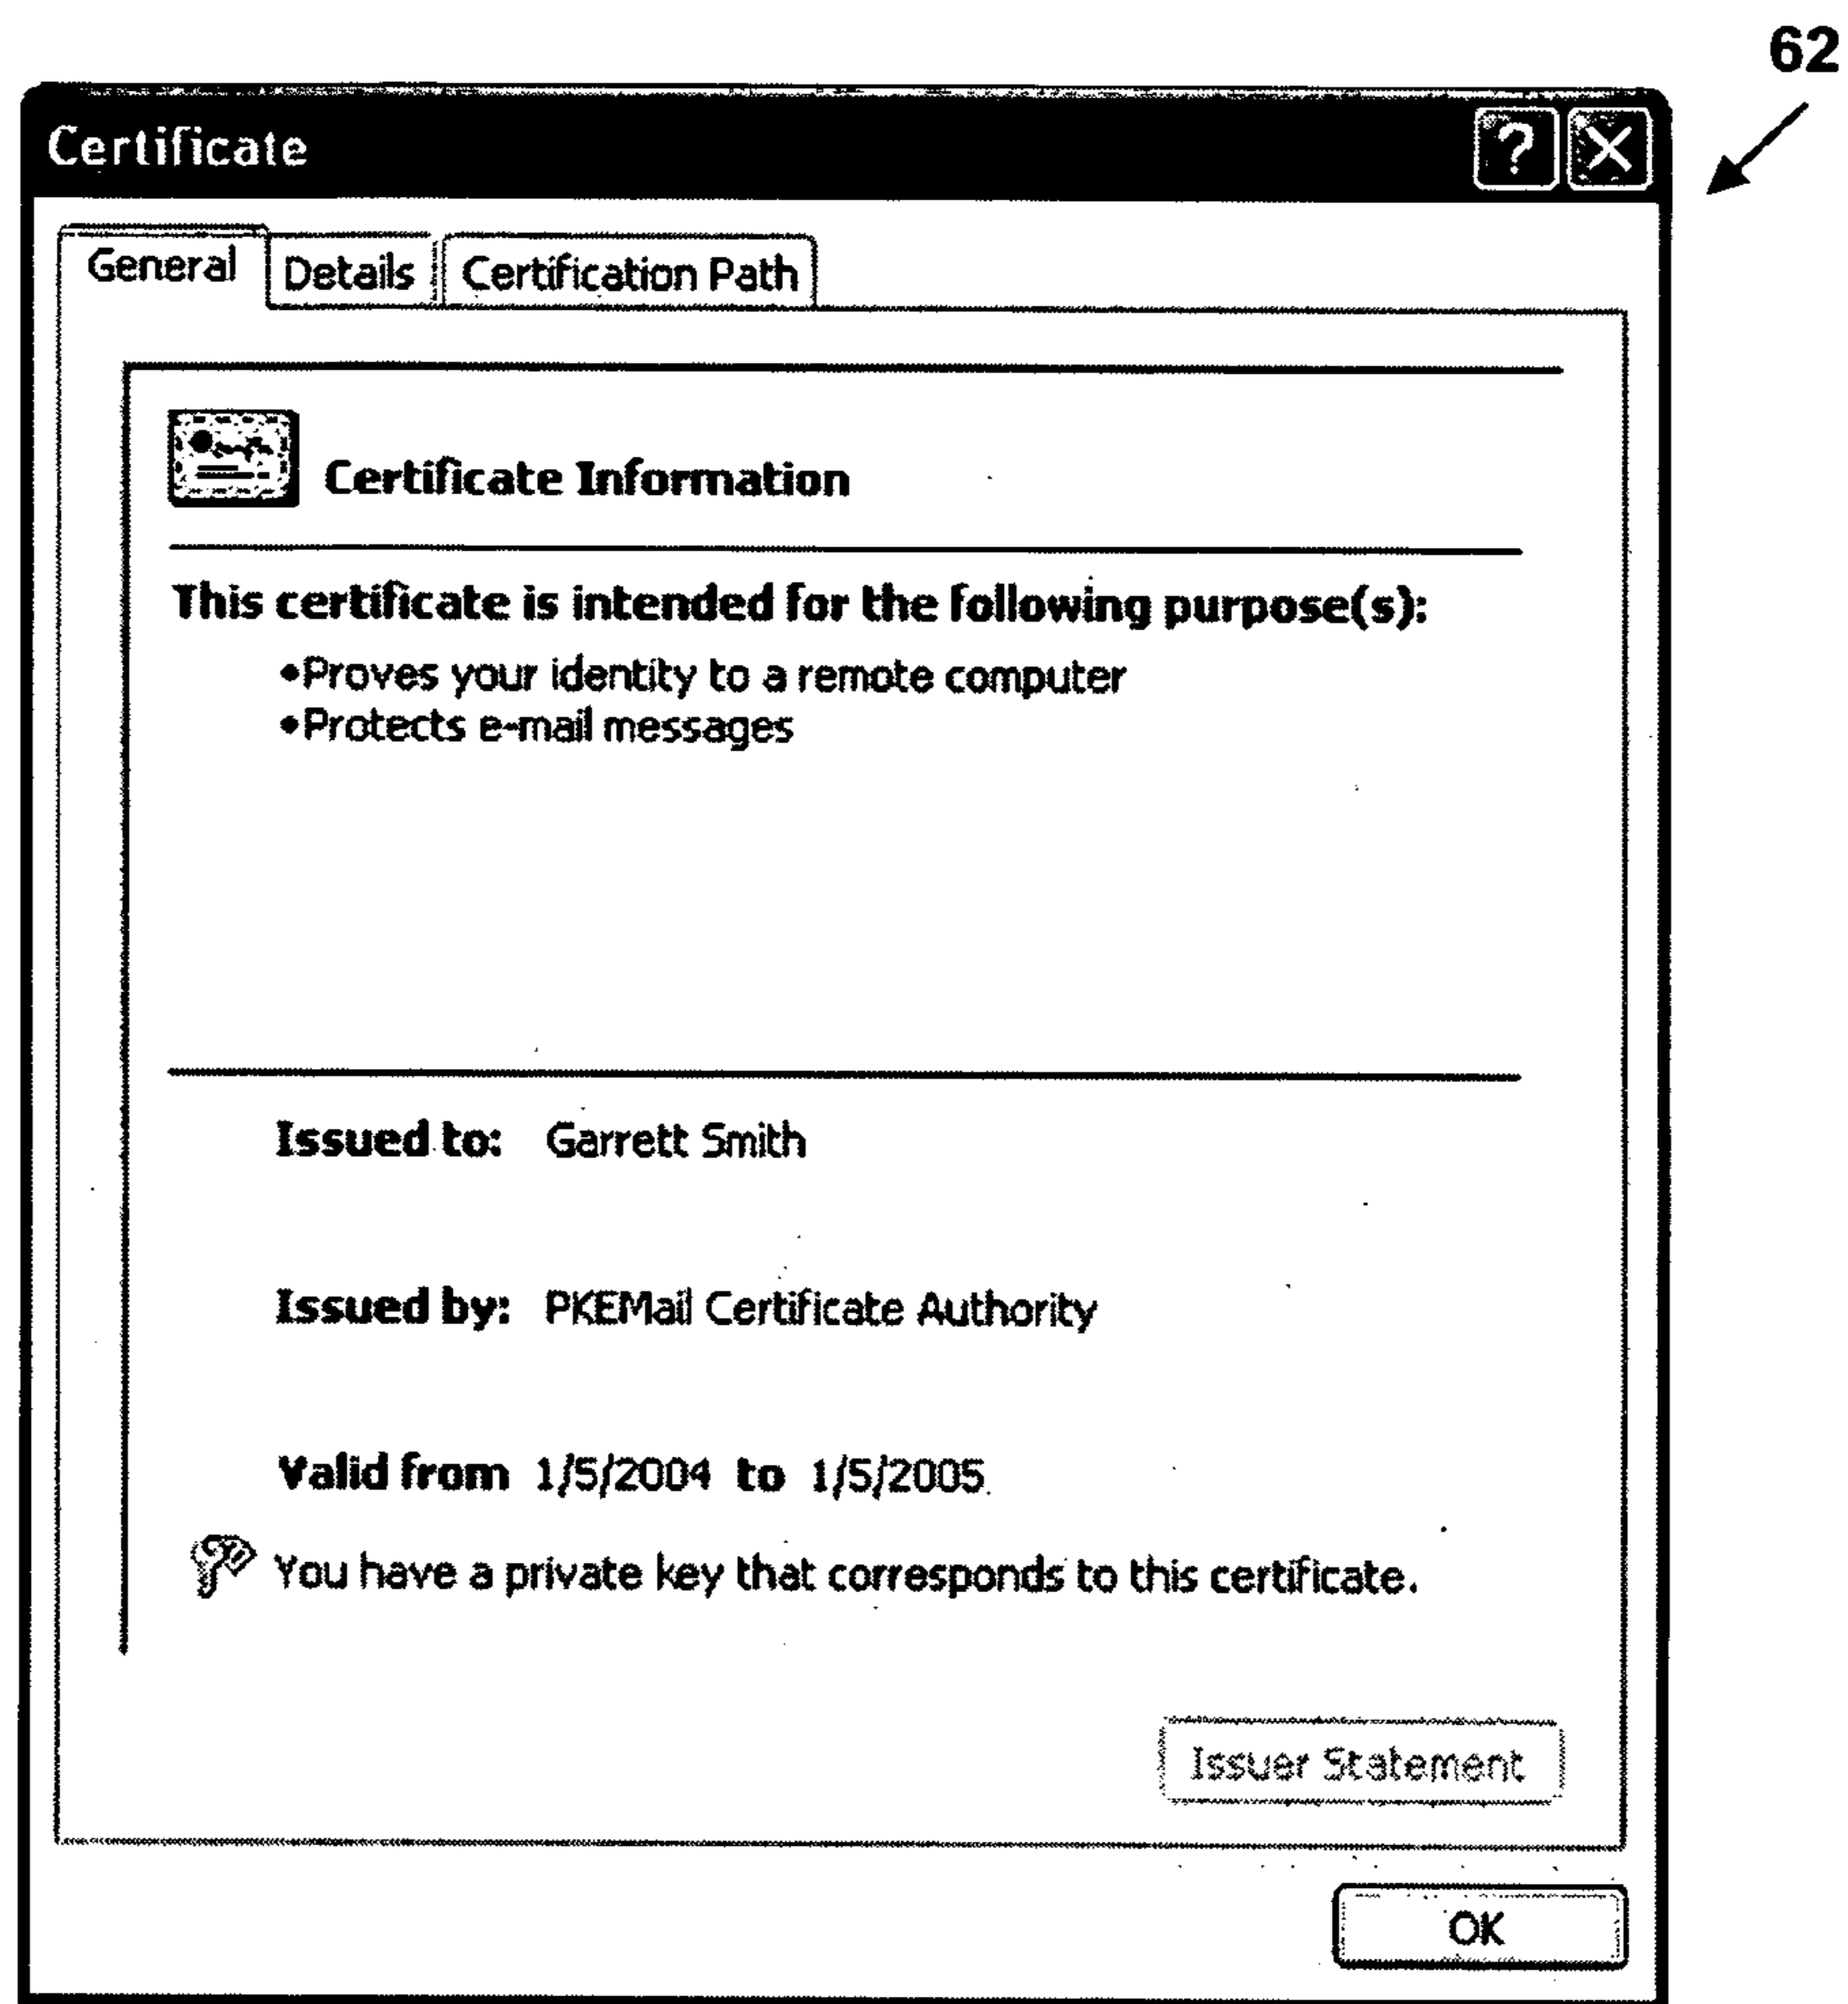 62
Certificate
General Details Certification Path
Certificate Information
This certificate is intended for the following purpose(s):
•Proves your identity to a remote computer
•Protects e-mail messages
Issued to: Garrett Smith
Issued by: PKEMail Certificate Authority
Valid from 1/5/2004 to 1/5/2005
You have a private key that corresponds to this certificate.
Issuer Statement
OK